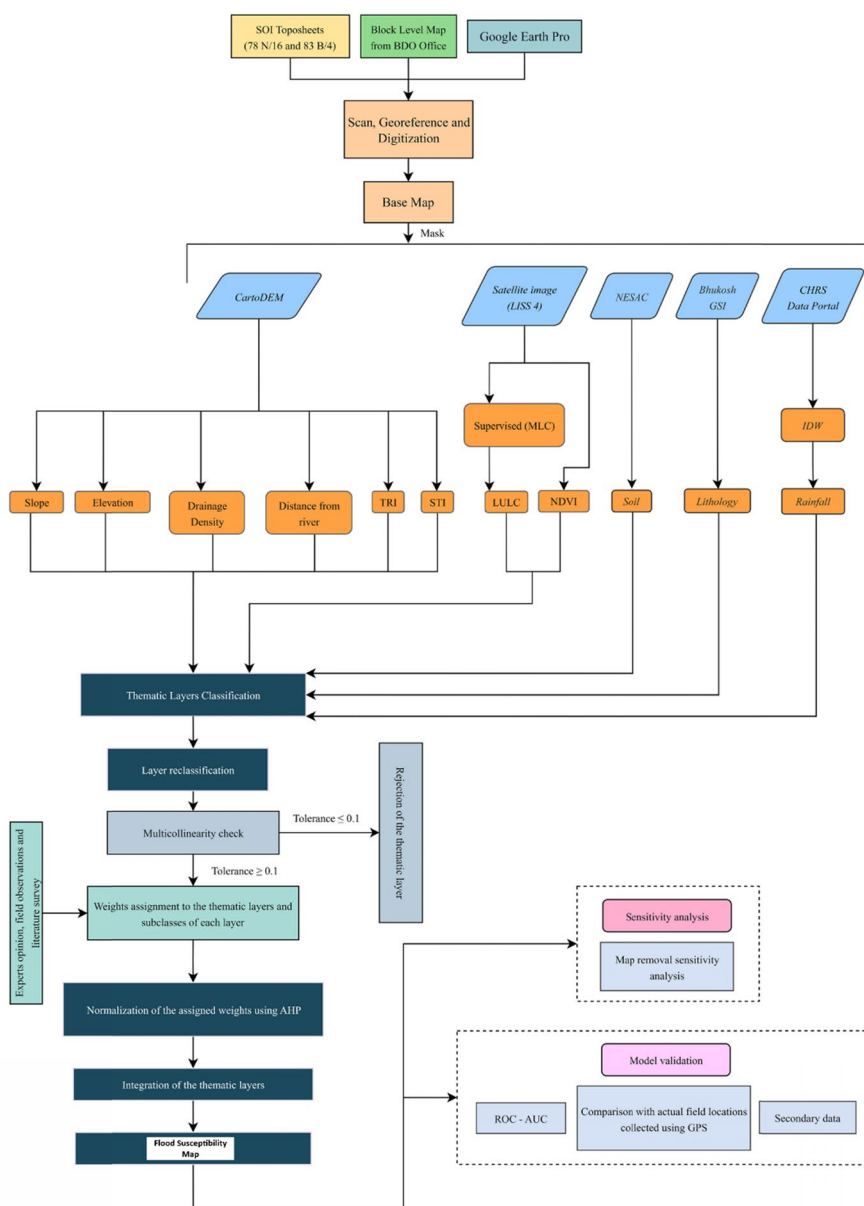 SOI Toposheets
(78 N/16 and 83 B/4)
Block Level Map
from BDO Office
Google Earth Pro
Scan, Georeference and
Digitization
Base Map
Mask
CartoDEM
Satellite image
(LISS 4)
NESAC
Bhukosh
GSI
CHRS
Data Portal
Supervised (MLC)
IDW
Slope
Elevation
Drainage
Density
Distance from
river
TRI
STI
LULC
NDVI
Soil
Lithology
Rainfall
Thematic Layers Classification
Layer reclassification
Multicollinearity check
Tolerance ≤ 0.1
Rejection of the thematic layer
Tolerance ≥ 0.1
Experts opinion, field observations and
literature survey
Weights assignment to the thematic layers and
subclasses of each layer
Normalization of the assigned weights using AHP
Integration of the thematic layers
Flood Susceptibility
Map
Sensitivity analysis
Map removal sensitivity
analysis
Model validation
ROC - AUC
Comparison with actual field locations
collected using GPS
Secondary data